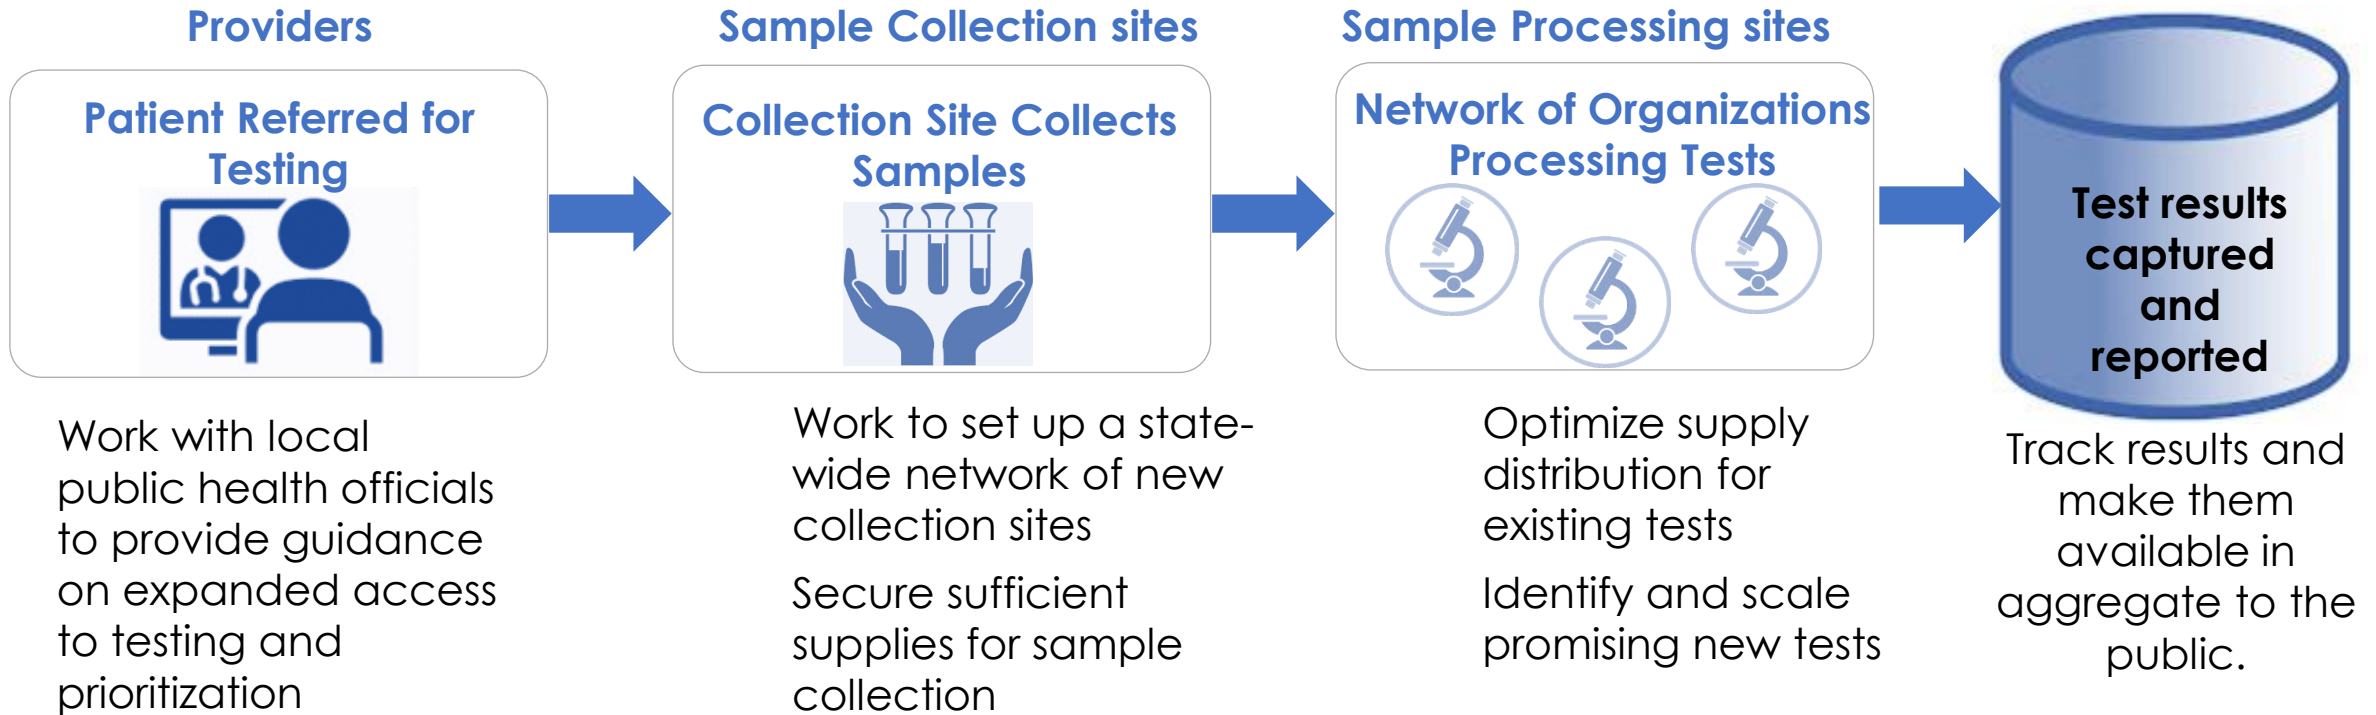 Providers
Patient Referred for
Testing
Work with local
public health officials
to provide guidance
on expanded access
to testing and
prioritization
Sample Collection sites
Collection Site Collects
Samples
Work to set up a state-
wide network of new
collection sites
Secure sufficient
supplies for sample
collection
Sample Processing sites
Network of Organizations
Processing Tests
Optimize supply
distribution for
existing tests
Identify and scale
promising new tests
Test results
captured
and
reported
Track results and
make them
available in
aggregate to the
public.